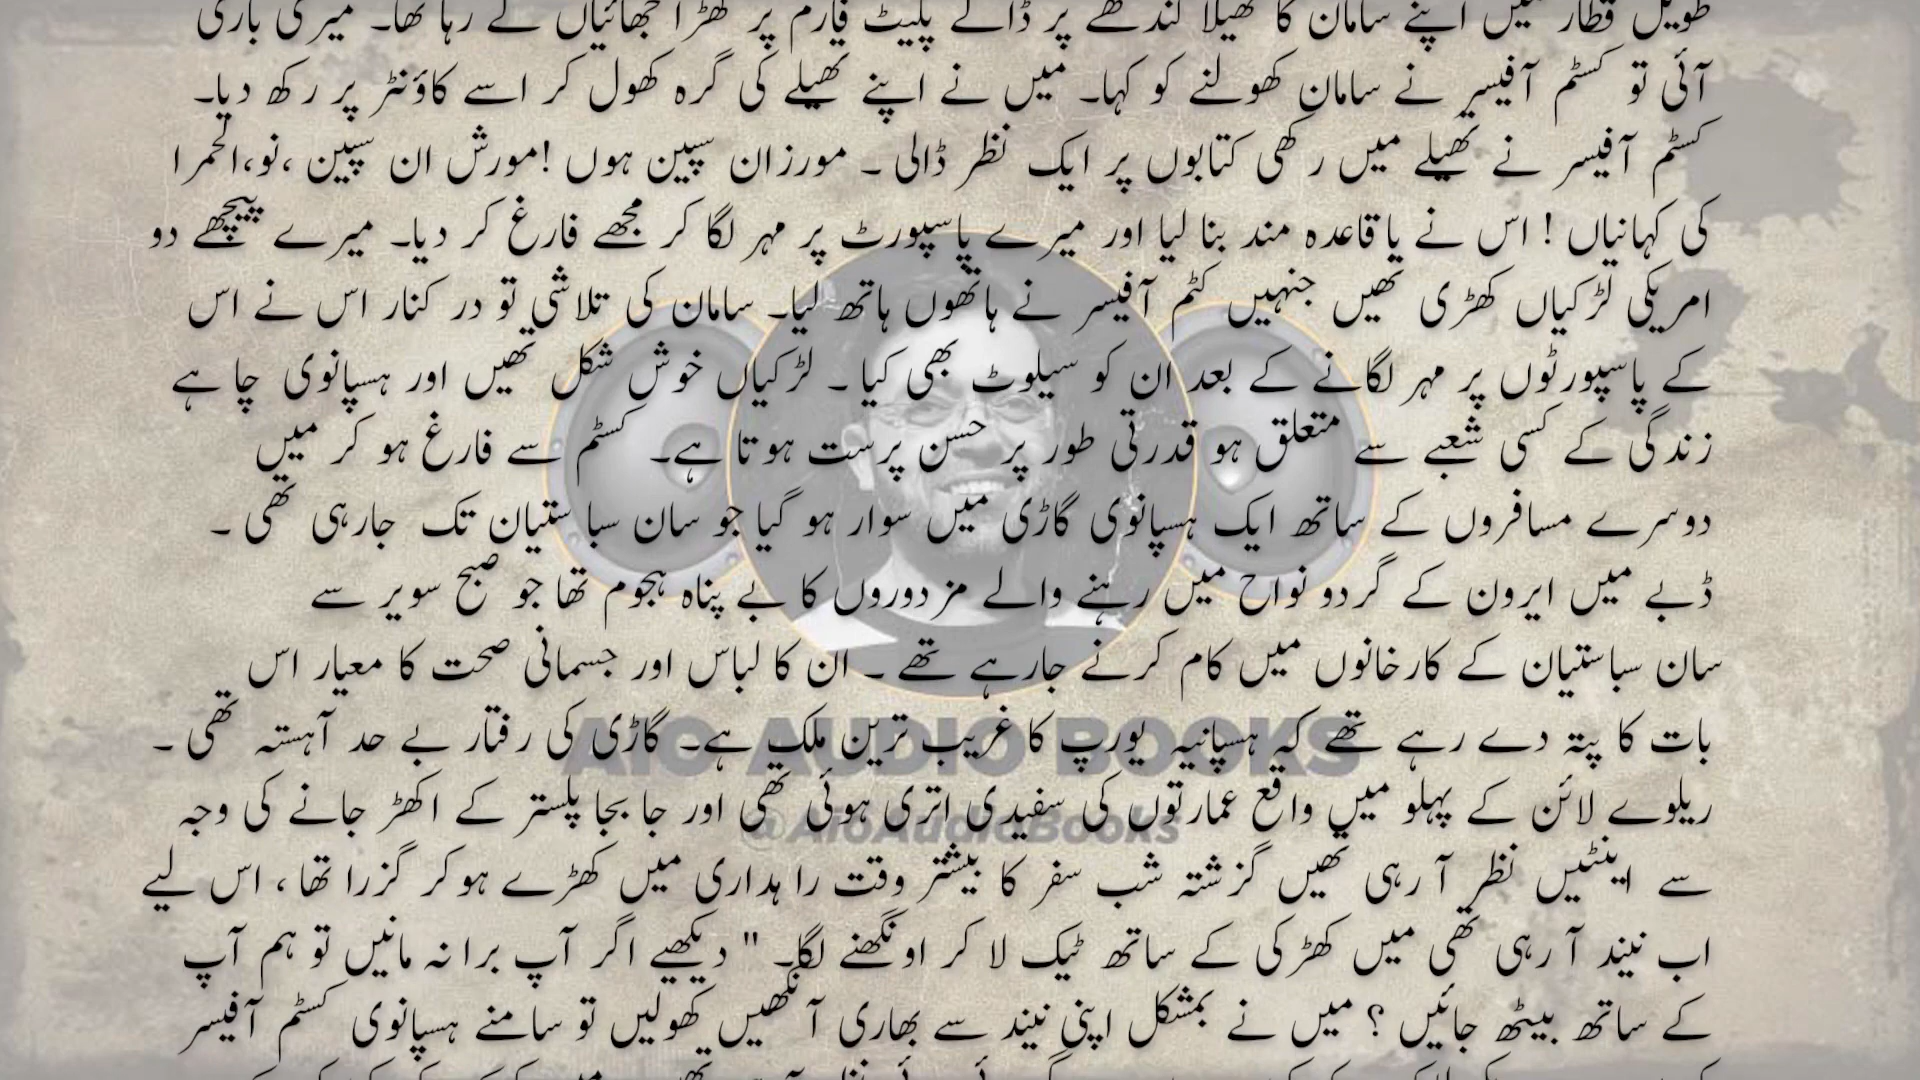 طویل قطار میں اپنے سامان کا تھیلا کندھے پر ڈالے پلیٹ فارم پر کھڑا جھائیاں لے رہا تھا۔ میری باری
آئی تو کسٹم آفیسر نے سامان کھولنے کو کہا۔ میں نے اپنے تھیلے کی گرہ کھول کر اسے کاؤنٹر پر رکھ دیا۔
کسٹم آفیسر نے تھیلے میں رکھی کتابوں پر ایک نظر ڈالی ۔ مورزان سپین ہوں !مورش ان سپین ،نو،الحمرا
کی کہانیاں ! اس نے یا قاعدہ مند بنا لیا اور میرے پاسپورٹ پر مہر لگا کر مجھے فارغ کر دیا۔ میرے پیچھے دو
امریکی لڑکیاں کھڑی تھیں جنہیں کٹم آفیسر نے ہاتھوں ہاتھ لیا۔ سامان کی تلاشی تو در کنار اس نے اس
کے پاسپورٹوں پر مہر لگانے کے بعد ان کو سیلوٹ بھی کیا ۔ لڑکیاں خوش شکل تھیں اور ہسپانوی چاہے
زندگی کے کسی شعبے سے متعلق ہو قدرتی طور پر حسن پرست ہوتا ہے۔ کسٹم سے فارغ ہو کر میں
دوسرے مسافروں کے ساتھ ایک ہسپانوی گاڑی میں سوار ہو گیا جو سان سبا ستیان تک جارہی تھی ۔
ڈبے میں ایرون کے گردو نواح میں رہنے والے مزدوروں کا بے پناہ ہجوم تھا جو صبح سویر سے
سان سباستیان کے کارخانوں میں کام کرنے جارہے تھے ۔ ان کا لباس اور جسمانی صحت کا معیار اس
بات کا پتہ دے رہے تھے کہ ہسپانیہ یورپ کا غریب ترین ملک ہے۔ گاڑی کی رفتار بے حد آہستہ تھی ۔
AIO AUDIO BOOKS
ریلوے لائن کے پہلو میں واقع عمارتوں کی سفیدی اتری ہوئی تھی اور جا بجا پلستر کے اکھڑ جانے کی وجہ
@AioAudioBooks
سے اینٹیں نظر آ رہی تھیں گزشتہ شب سفر کا بیشتر وقت راہداری میں کھڑے ہو کر گزرا تھا ، اس لیے
اب نیند آ رہی تھی میں کھڑکی کے ساتھ ٹیک لا کر اونگھنے لگا۔ " دیکھیے اگر آپ برا نہ مانیں تو ہم آپ
کے ساتھ بیٹھ جائیں ؟ میں نے بمشکل اپنی نیند سے بھاری آنکھیں کھولیں تو سامنے ہسپانوی کسٹم آفیسر